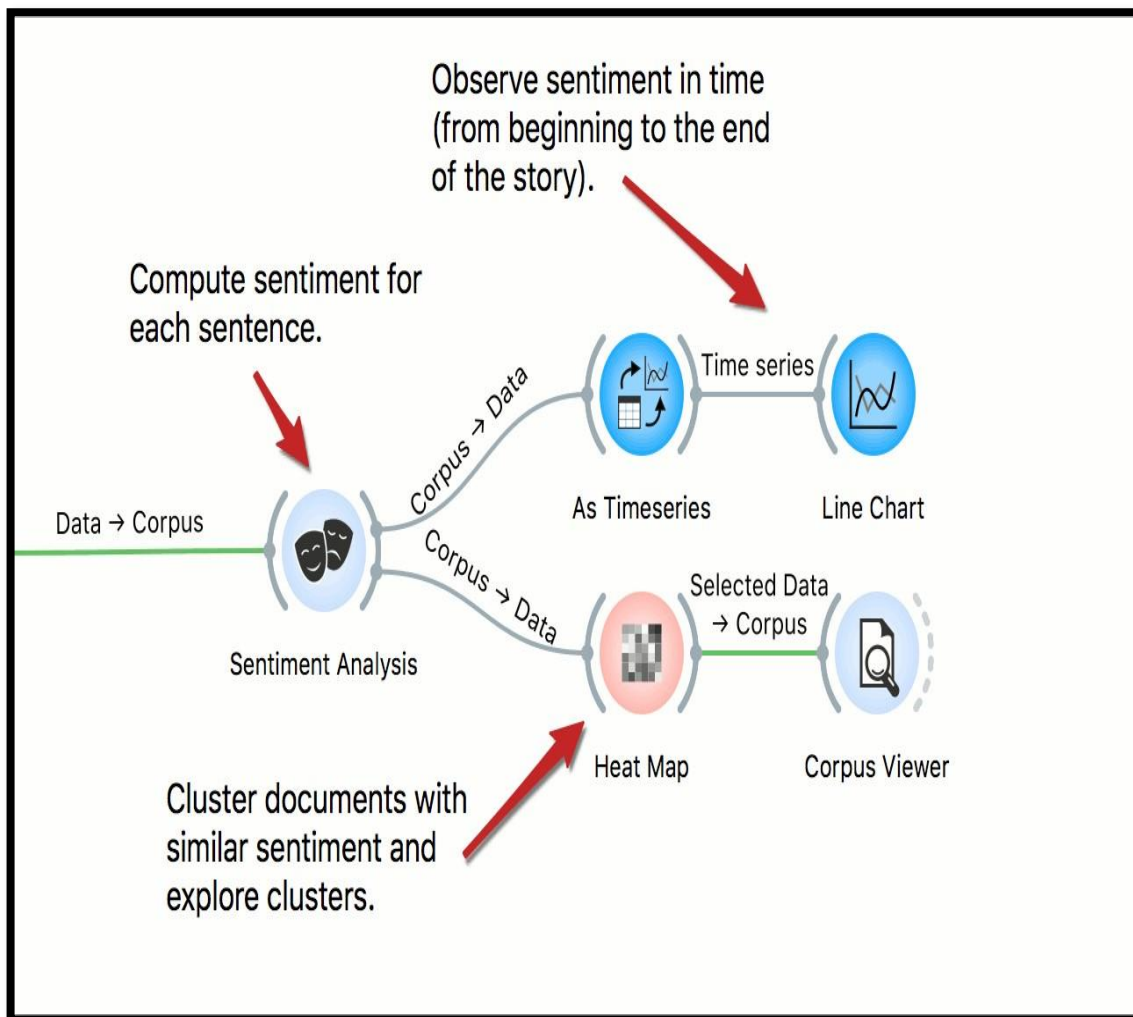 Observe sentiment in time
(from beginning to the end
of the story).
Compute sentiment for
each sentence.
Data → Corpus
Sentiment Analysis
Corpus → Data
Corpus → Data
As Timeseries
Time series
Line Chart
Heat Map
Selected Data
→ Corpus
Corpus Viewer
Cluster documents with
similar sentiment and
explore clusters.